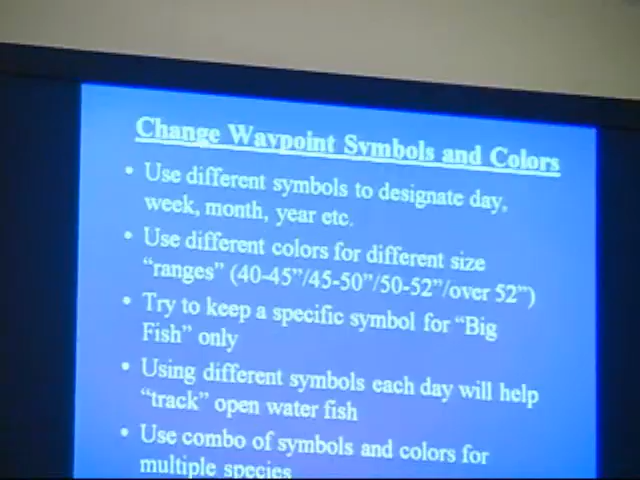 Change Waypoint Symbols and Colors
• Use different symbols to designate day,
week, month, year etc.
• Use different colors for different size
“ranges” (40-45”/45-50”/50-52”/over 52”)
• Try to keep a specific symbol for “Big
Fish” only
• Using different symbols each day will help
“track” open water fish
• Use combo of symbols and colors for
multiple species